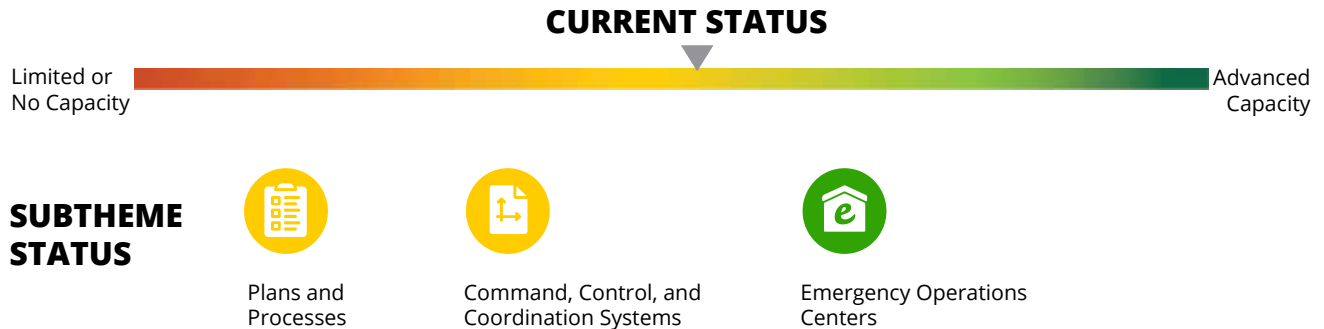 CURRENT STATUS
Limited or
No Capacity
Advanced
Capacity
SUBTHEME
STATUS
e
Plans and
Processes
Command, Control, and
Coordination Systems
Emergency Operations
Centers